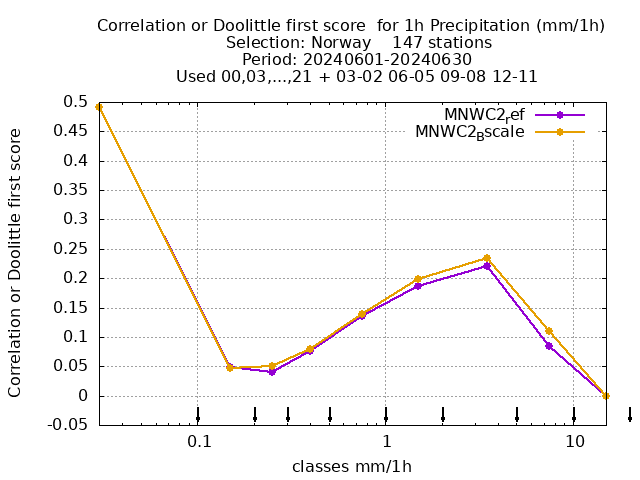 Correlation or Doolittle first score  for 1h Precipitation (mm/1h)
Selection: Norway    147 stations
Period: 20240601-20240630
Used 00,03,...,21 + 03-02 06-05 09-08 12-11
MNWC2ref
MNWC2Bscale
Correlation or Doolittle first score
0.5
0.45
0.4
0.35
0.3
0.25
0.2
0.15
0.1
0.05
0
-0.05
0.1 1 10
classes mm/1h